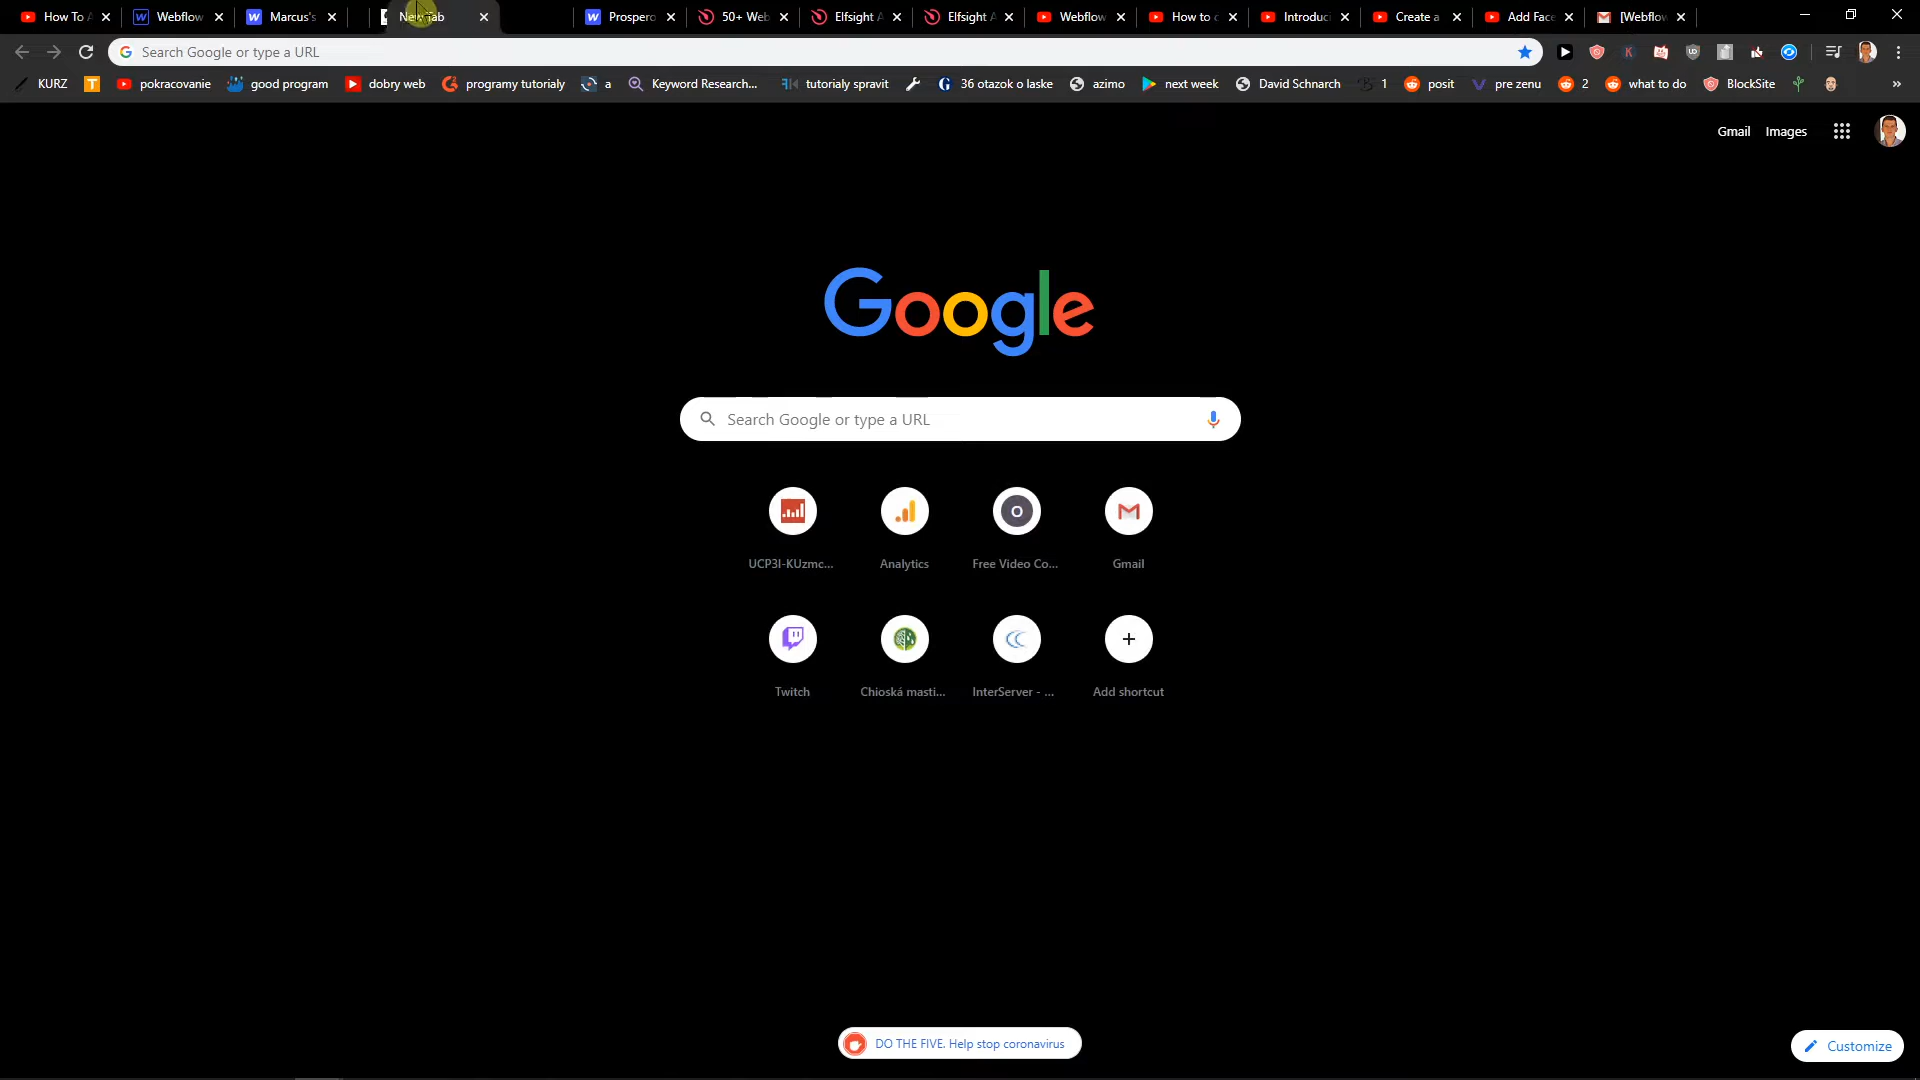 How To A
Webflow
Marcus's
New Tab
Prospero
50+ Web
Elfsight A
Elfsight A
Webflow
How to c
Introduci
Create a
Add Face
[Webflow
Search Google or type a URL
KURZ
pokracovanie
good program
dobry web
programy tutorialy
a
Keyword Research...
tutorialy spravit
36 otazok o laske
azimo
next week
David Schnarch
1
posit
pre zenu
2
what to do
BlockSite
»
Gmail Images
Google
Search Google or type a URL
UCP3I-KUzmc...
Analytics
Free Video Co...
Gmail
Twitch
Chioská masti...
InterServer - ...
Add shortcut
DO THE FIVE. Help stop coronavirus
Customize